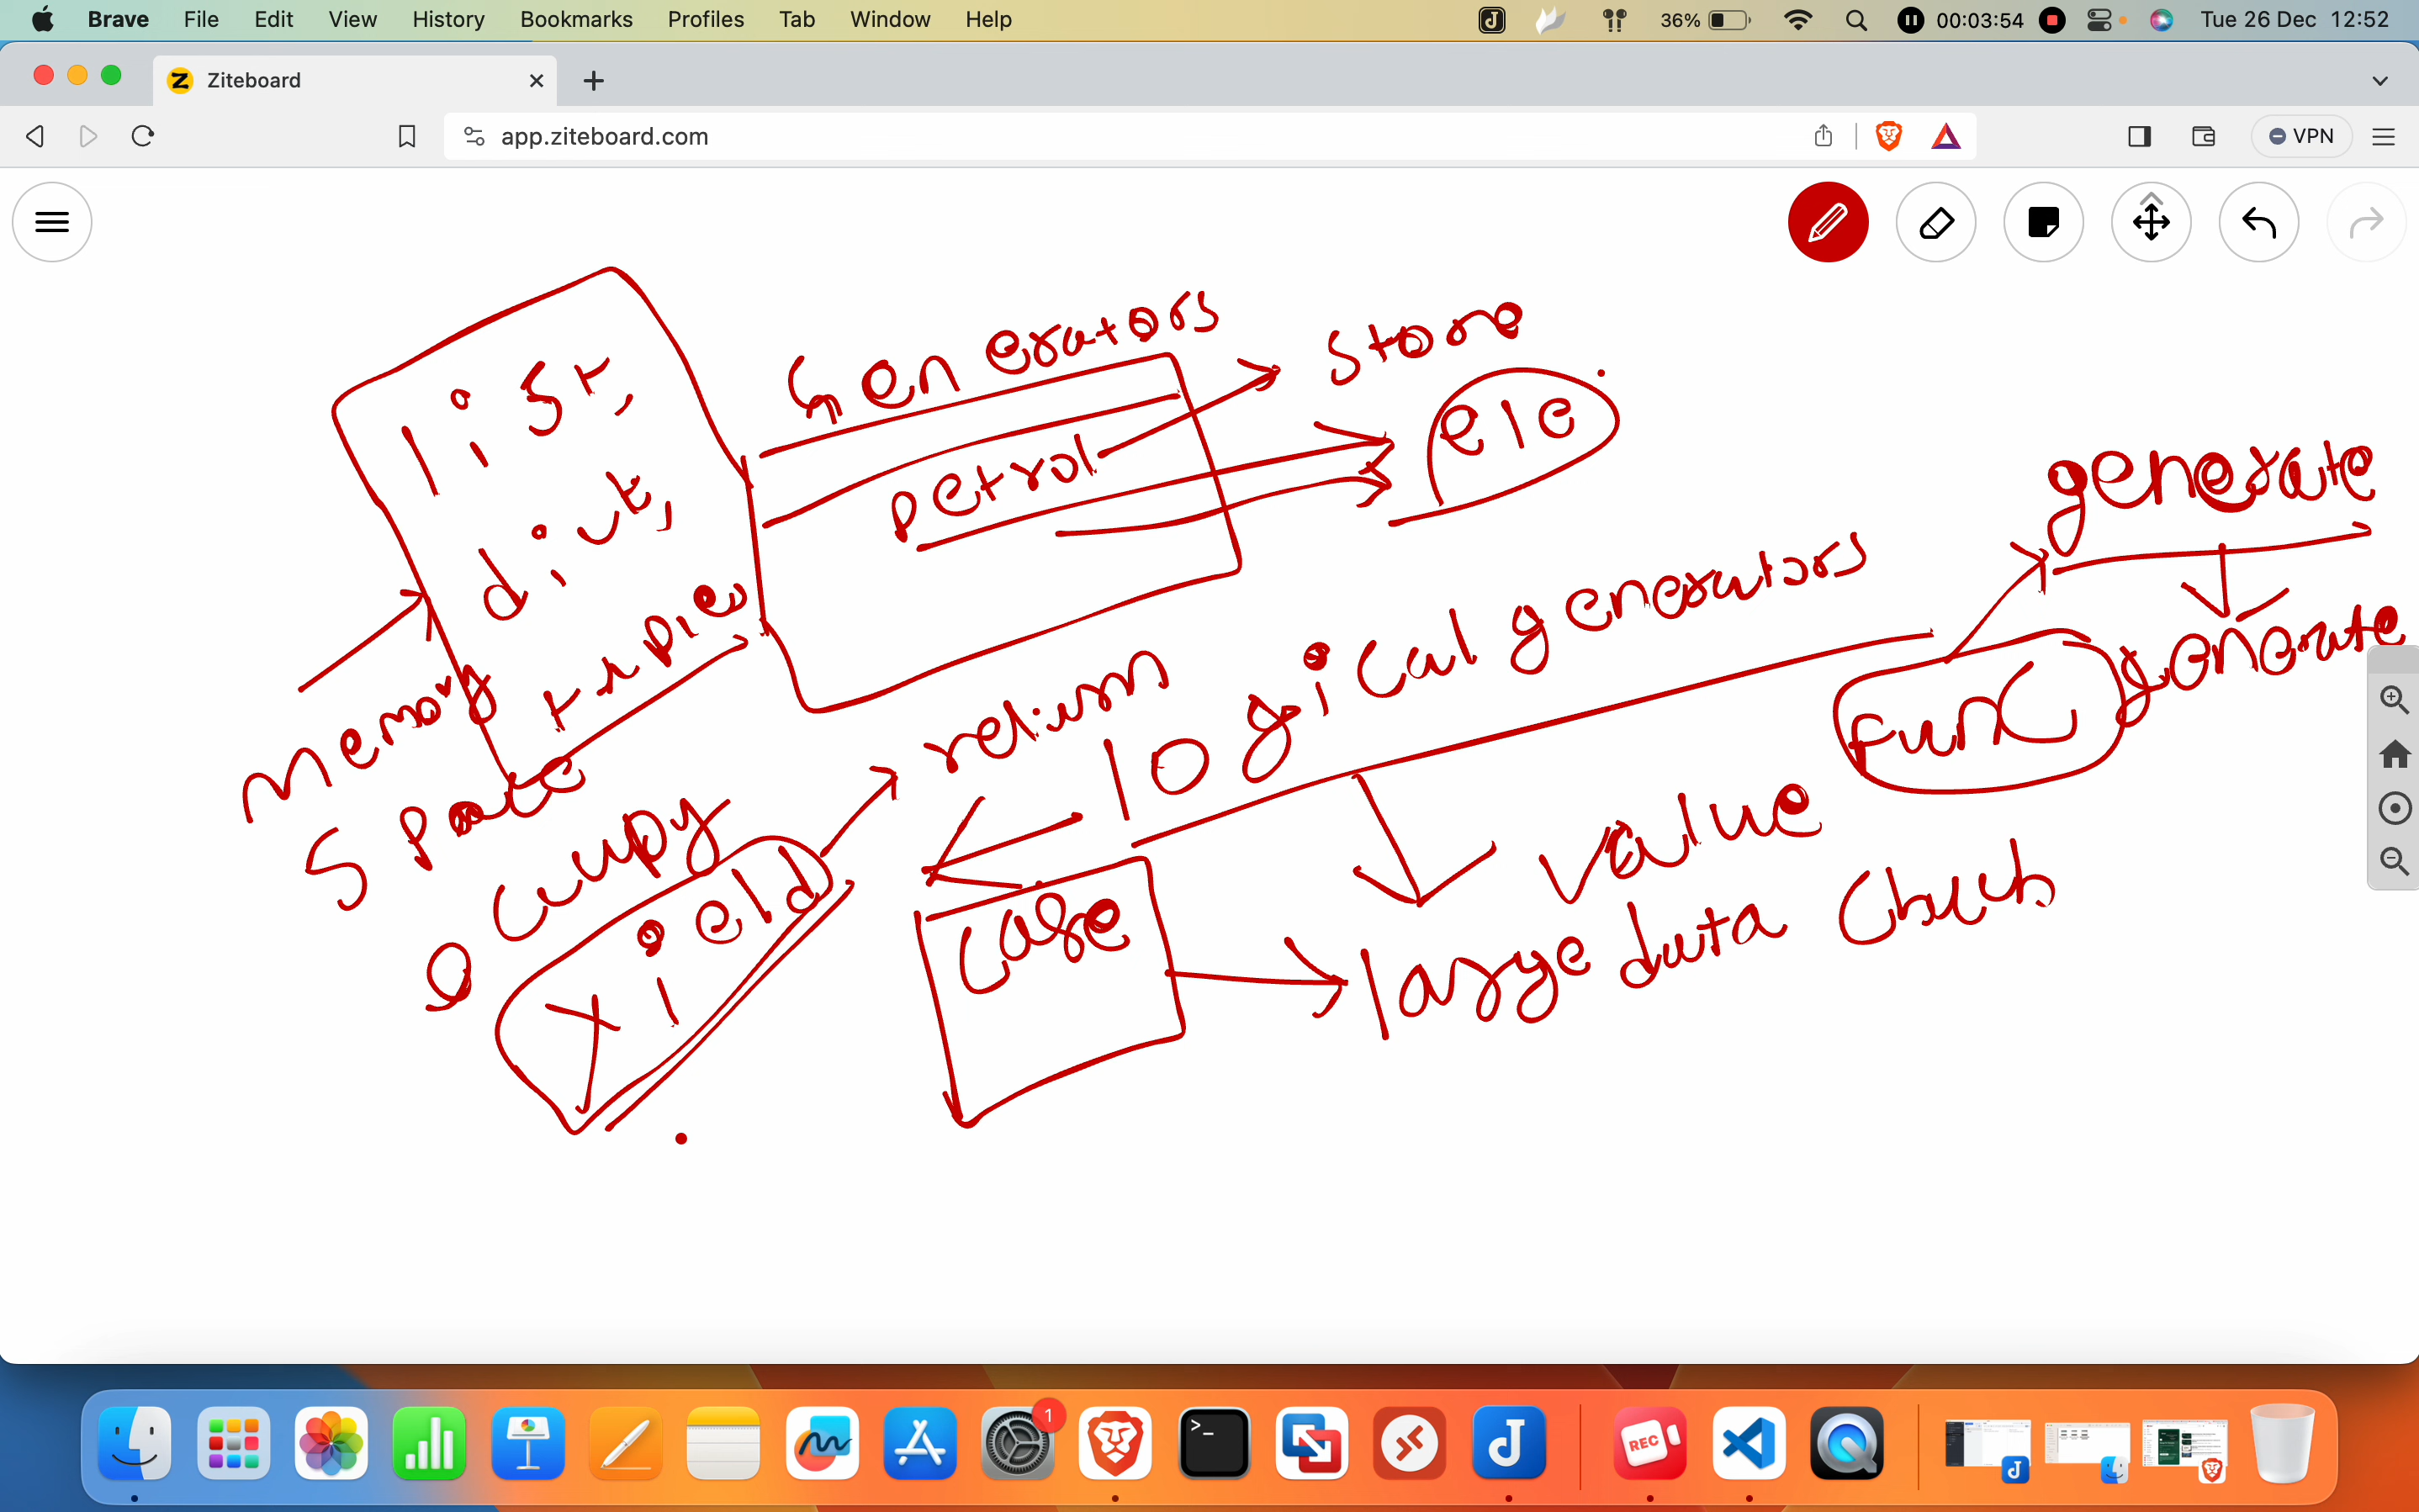 Brave File Edit View History Bookmarks Profiles Tab Window Help 36% 00:03:54 Tue 26 Dec 12:52
Ziteboard
app.ziteboard.com VPN
Generators
store
list,
petrol
ele
generate
dict,
tuple
logical generators
generate
Memory
return
func
space
value
occupy
yield
case
large data
1
>_
REC